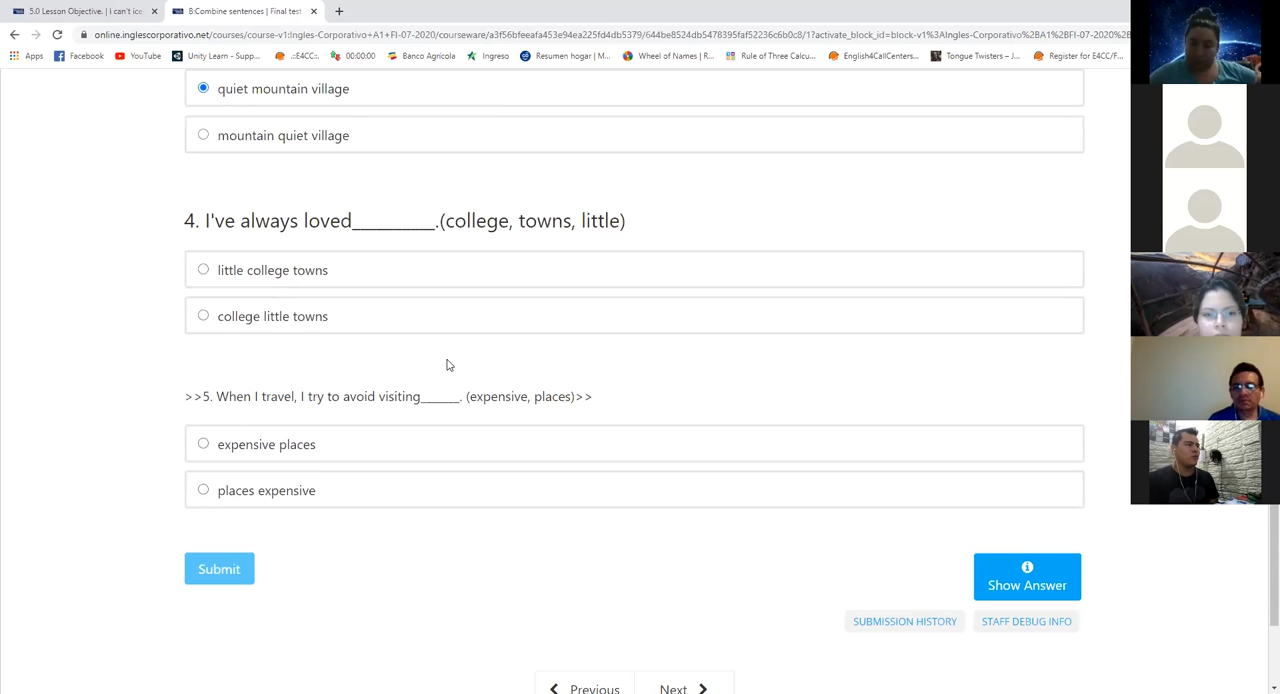 5.0 Lesson Objective. | I can't ice
B:Combine sentences | Final test
online.inglescorporativo.net/courses/course-v1:Ingles-Corporativo+A1+FI-07-2020/courseware/a3f56bfeeafa453e94ea225fd4db5379/644be8524db5478395faf52236c6b0c8/1?activate_block_id=block-v1%3AIngles-Corporativo%2BA1%2BFI-07-2020%2B
Apps Facebook YouTube Unity Learn - Supp... .::E4CC:. 00:00:00 Banco Agrícola Ingreso Resumen hogar | M... Wheel of Names | R... Rule of Three Calcu... English4CallCenters... Tongue Twisters – J... Register for E4CC/F...
quiet mountain village
mountain quiet village
4. I've always loved__________.(college, towns, little)
little college towns
college little towns
>>5. When I travel, I try to avoid visiting______. (expensive, places)>>
expensive places
places expensive
Submit
Show Answer
SUBMISSION HISTORY STAFF DEBUG INFO
Previous Next